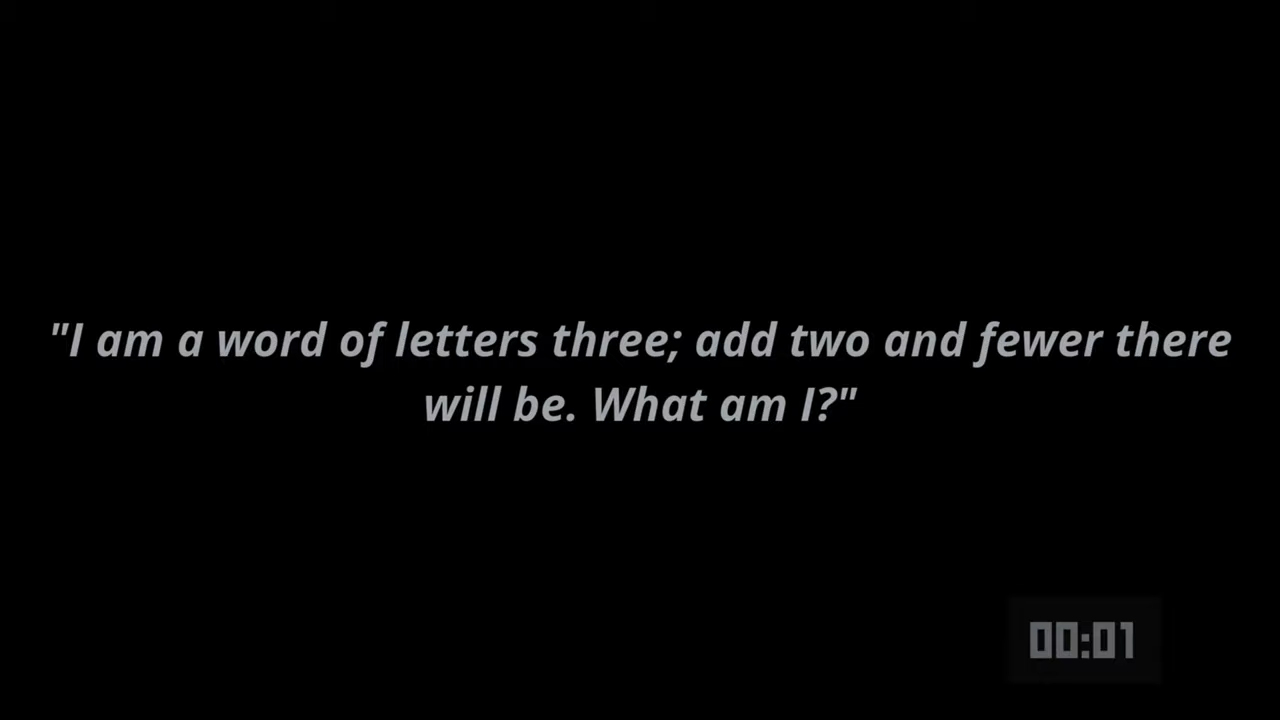 "I am a word of letters three; add two and fewer there
will be. What am I?"
00:01